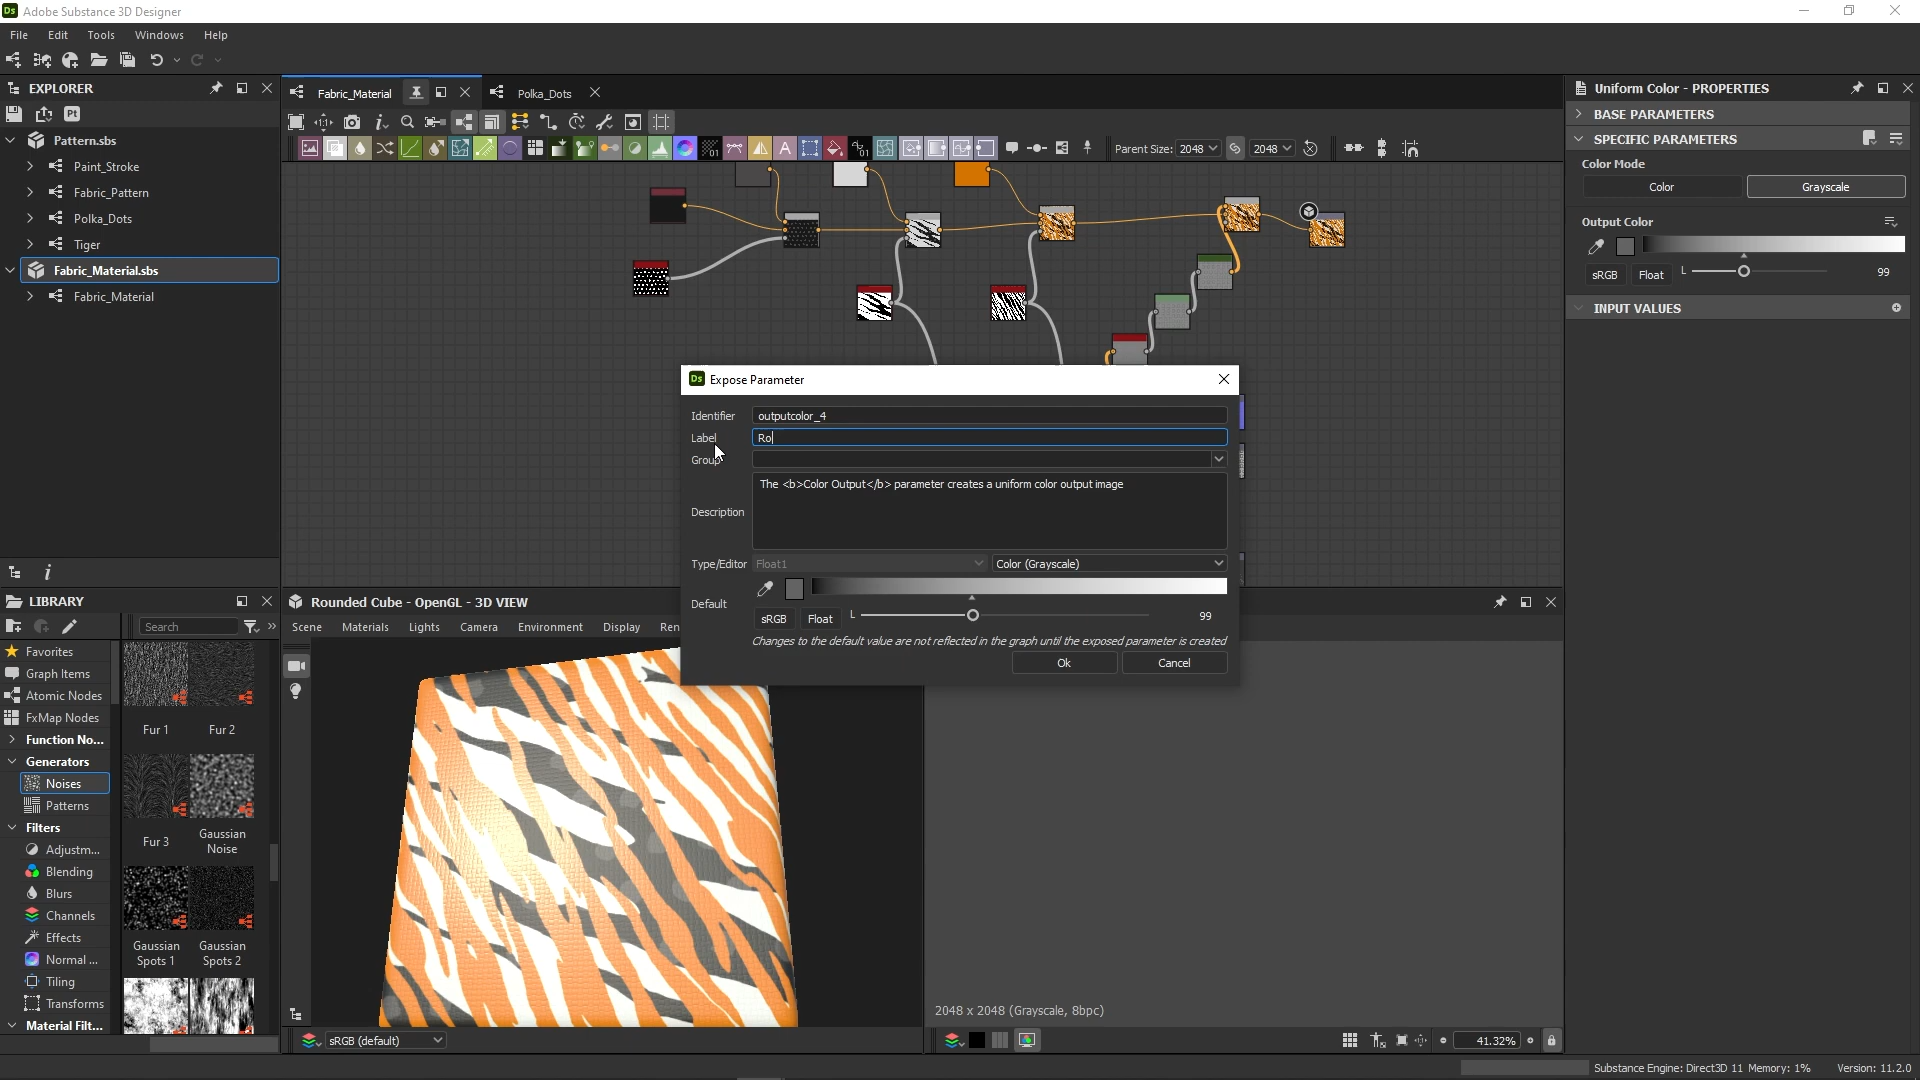 Ds Adobe Substance 3D Designer
File Edit Tools Windows Help
EXPLORER
Pt
Pattern.sbs
Paint_Stroke
Fabric_Pattern
Polka_Dots
Tiger
Fabric_Material.sbs
Fabric_Material
LIBRARY
Search
Favorites
Graph Items
Atomic Nodes
FxMap Nodes
Function No...
Generators
Noises
Patterns
Filters
Adjustm...
Blending
Blurs
Channels
Effects
Normal ...
Tiling
Transforms
Material Filt...
Fur 1 Fur 2
Fur 3 Gaussian
Noise
Gaussian Gaussian
Spots 1 Spots 2
Fabric_Material Polka_Dots
Parent Size: 2048 2048
Ds Expose Parameter
Identifier outputcolor_4
Label Ro
Group
Description The <b>Color Output</b> parameter creates a uniform color output image
Type/Editor Float1 Color (Grayscale)
Default
sRGB Float L 99
Changes to the default value are not reflected in the graph until the exposed parameter is created
Ok Cancel
Rounded Cube - OpenGL - 3D VIEW
Scene Materials Lights Camera Environment Display Ren
sRGB (default)
2048 x 2048 (Grayscale, 8bpc)
41.32%
Uniform Color - PROPERTIES
BASE PARAMETERS
SPECIFIC PARAMETERS
Color Mode
Color Grayscale
Output Color
sRGB Float L 99
INPUT VALUES
Substance Engine: Direct3D 11 Memory: 1% Version: 11.2.0